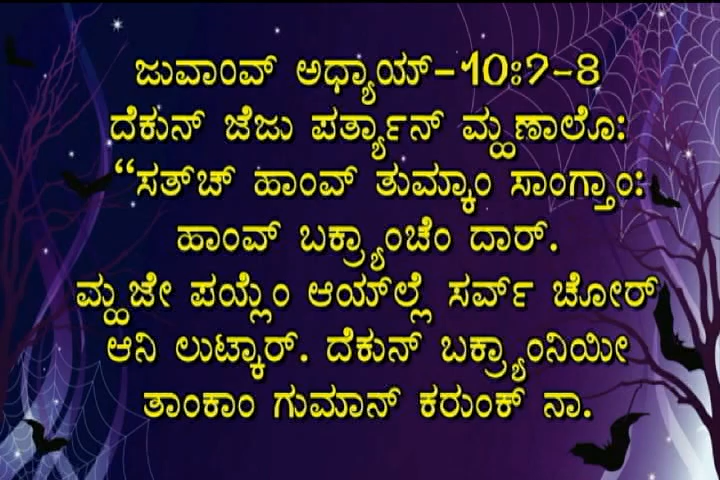 ಜುವಾಂವ್ ಅಧ್ಯಾಯ್-10:7-8
ದೆಕುನ್ ಜೆಜು ಪರ್ತ್ಯಾನ್ ಮ್ಹಣಾಲೊ:
“ಸತ್‌ಚ್ ಹಾಂವ್ ತುಮ್ಕಾಂ ಸಾಂಗ್ತಾಂ:
ಹಾಂವ್ ಬಕ್ರ್ಯಾಂಚೆಂ ದಾರ್.
ಮ್ಹಜೇ ಪಯ್ಲೆಂ ಆಯ್‌ಲ್ಲೆ ಸರ್ವ್ ಚೋರ್
ಆನಿ ಲುಟ್ಕಾರ್. ದೆಕುನ್ ಬಕ್ರ್ಯಾಂನಿಯೀ
ತಾಂಕಾಂ ಗುಮಾನ್ ಕರುಂಕ್ ನಾ.